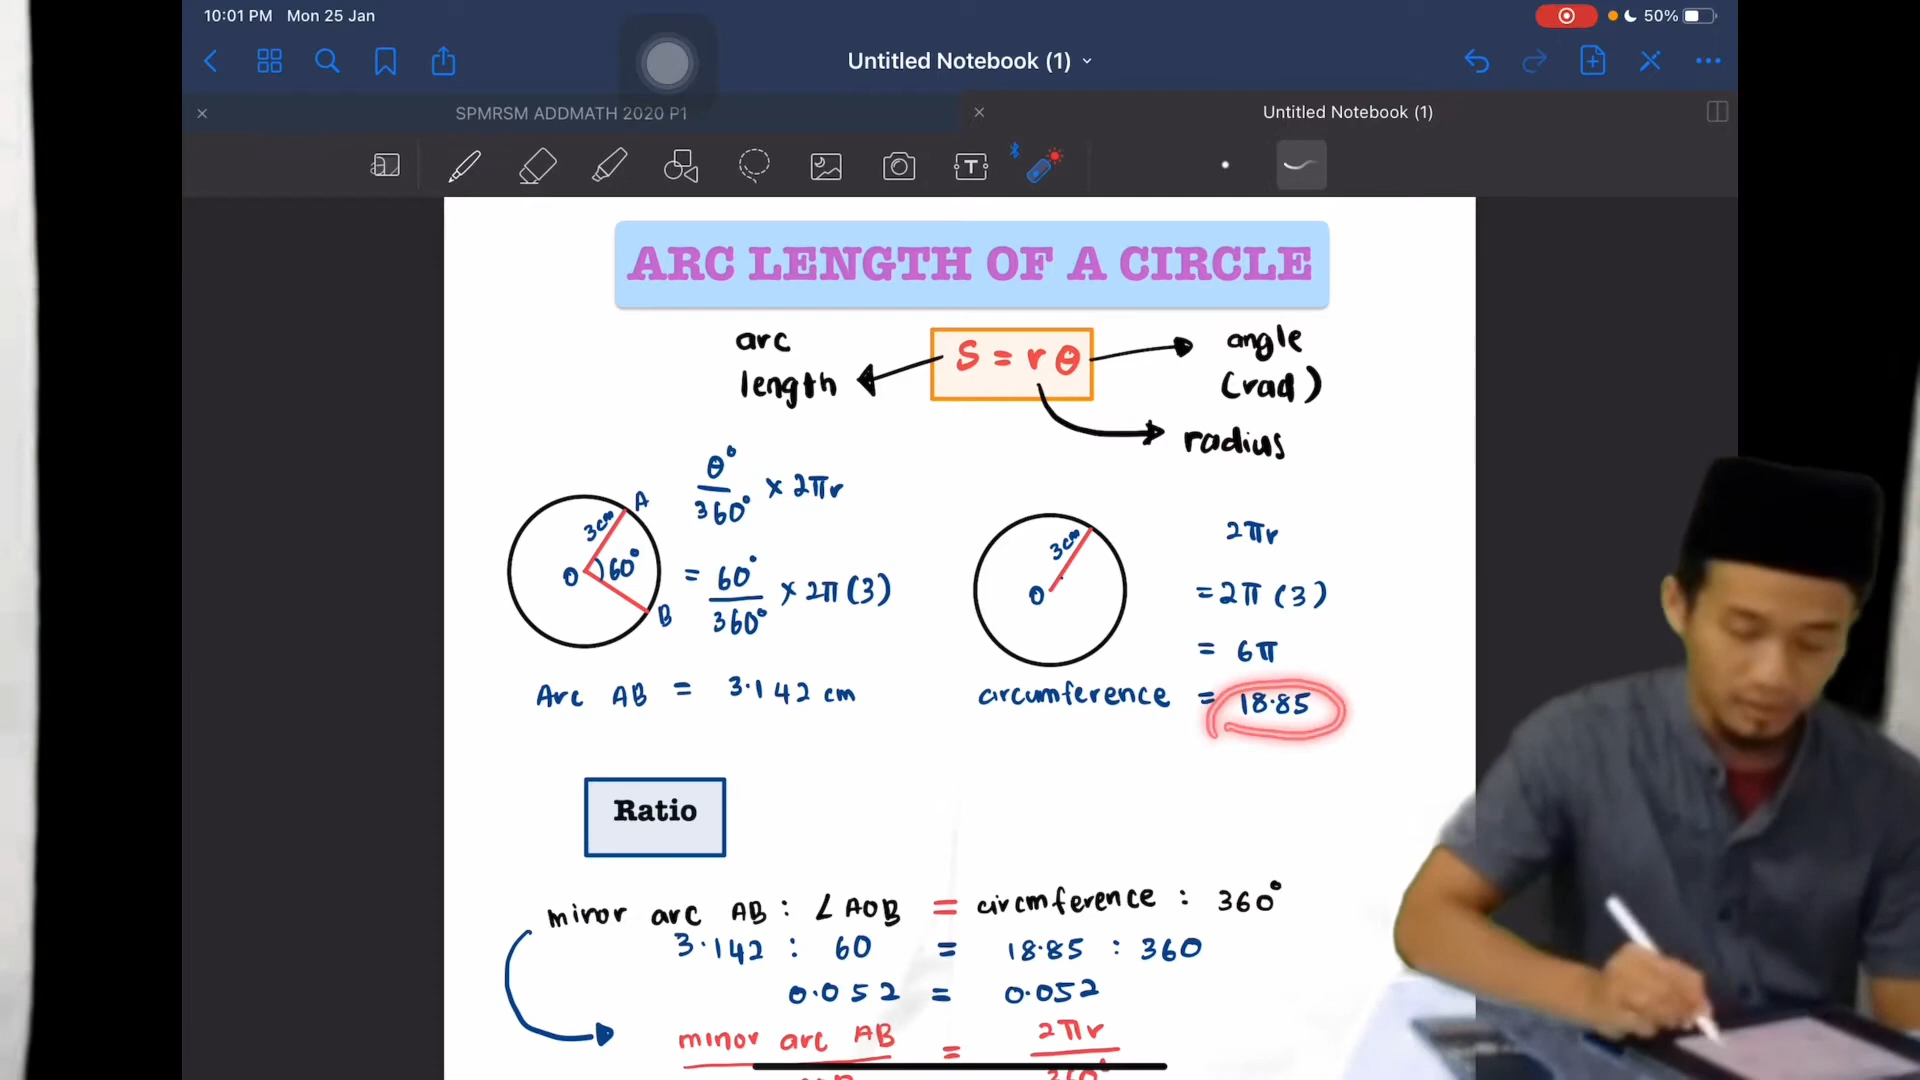 10:01 PM Mon 25 Jan
50%
Untitled Notebook (1)
SPMRSM ADDMATH 2020 P1
Untitled Notebook (1)
T
ARC LENGTH OF A CIRCLE
arc
length
S = r θ
angle
(rad)
radius
θ°/360° × 2πr
A
3cm
O
60°
B
= 60°/360° × 2π (3)
Arc AB = 3.142 cm
3cm
O
2πr
= 2π (3)
= 6π
circumference = 18.85
Ratio
minor arc AB : ∠AOB = circmference : 360°
3.142 : 60 = 18.85 : 360
0.052 = 0.052
minor arc AB = 2πr